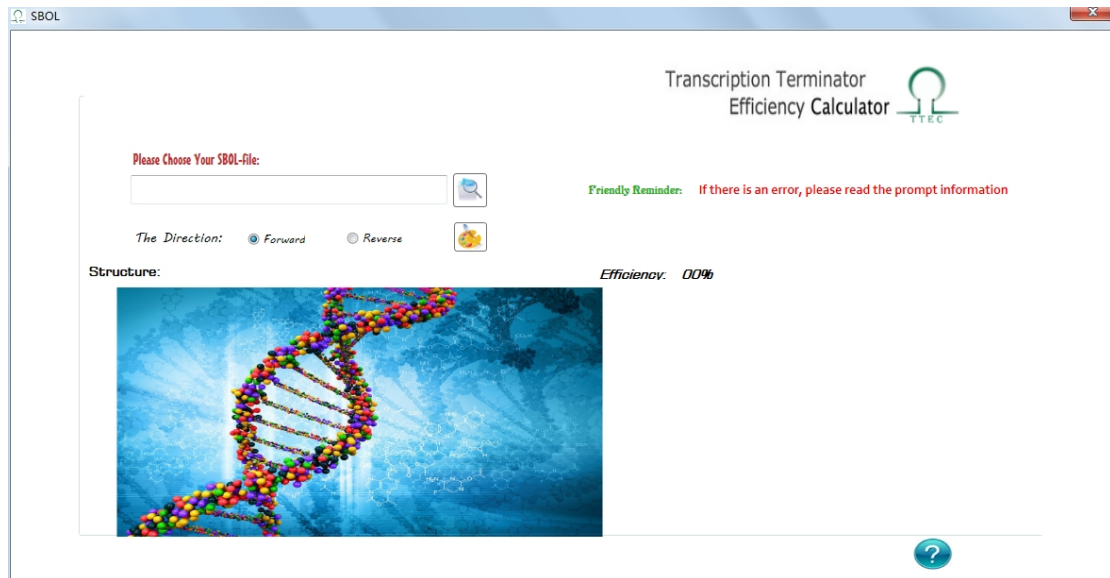 SBOL
Transcription Terminator
Efficiency Calculator
TTEC
Please Choose Your SBOL-file:
Friendly Reminder: If there is an error, please read the prompt information
The Direction: Forward Reverse
Structure:
Efficiency: 00%
?